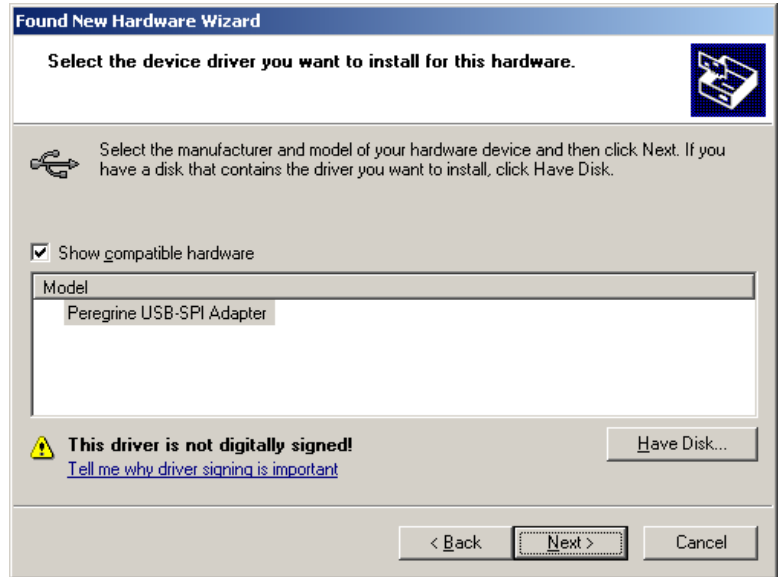 Found New Hardware Wizard
Select the device driver you want to install for this hardware.
Select the manufacturer and model of your hardware device and then click Next. If you
have a disk that contains the driver you want to install, click Have Disk.
Show compatible hardware
Model
Peregrine USB-SPI Adapter
This driver is not digitally signed!
Tell me why driver signing is important
Have Disk...
< Back
Next >
Cancel